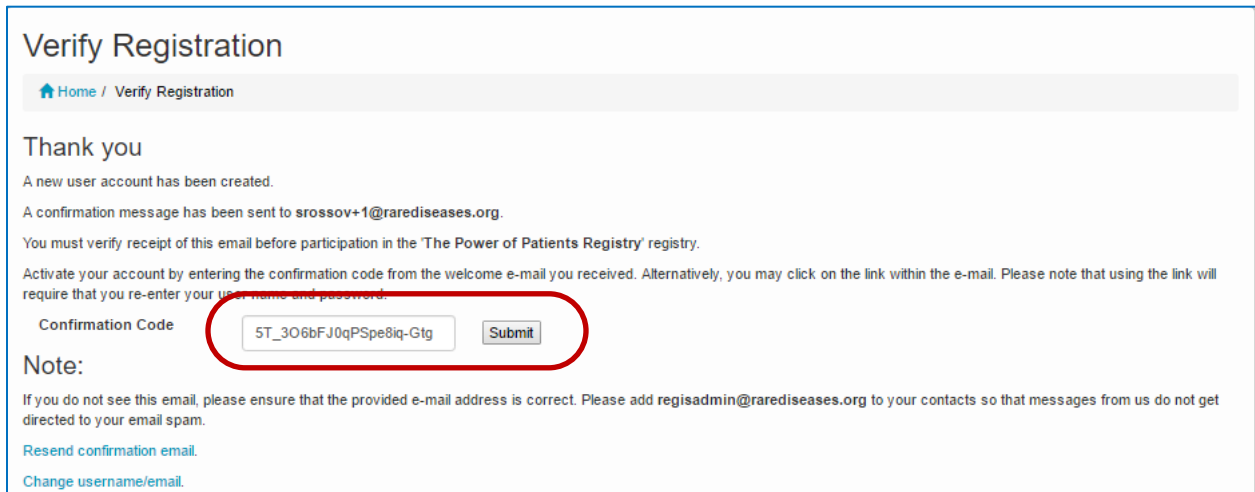 Verify Registration
Home / Verify Registration
Thank you
A new user account has been created.
A confirmation message has been sent to srossov+1@rarediseases.org.
You must verify receipt of this email before participation in the 'The Power of Patients Registry' registry.
Activate your account by entering the confirmation code from the welcome e-mail you received. Alternatively, you may click on the link within the e-mail. Please note that using the link will
require that you re-enter your user name and password.
Confirmation Code 5T_3O6bFJ0qPSpe8iq-Gtg Submit
Note:
If you do not see this email, please ensure that the provided e-mail address is correct. Please add regisadmin@rarediseases.org to your contacts so that messages from us do not get
directed to your email spam.
Resend confirmation email.
Change username/email.